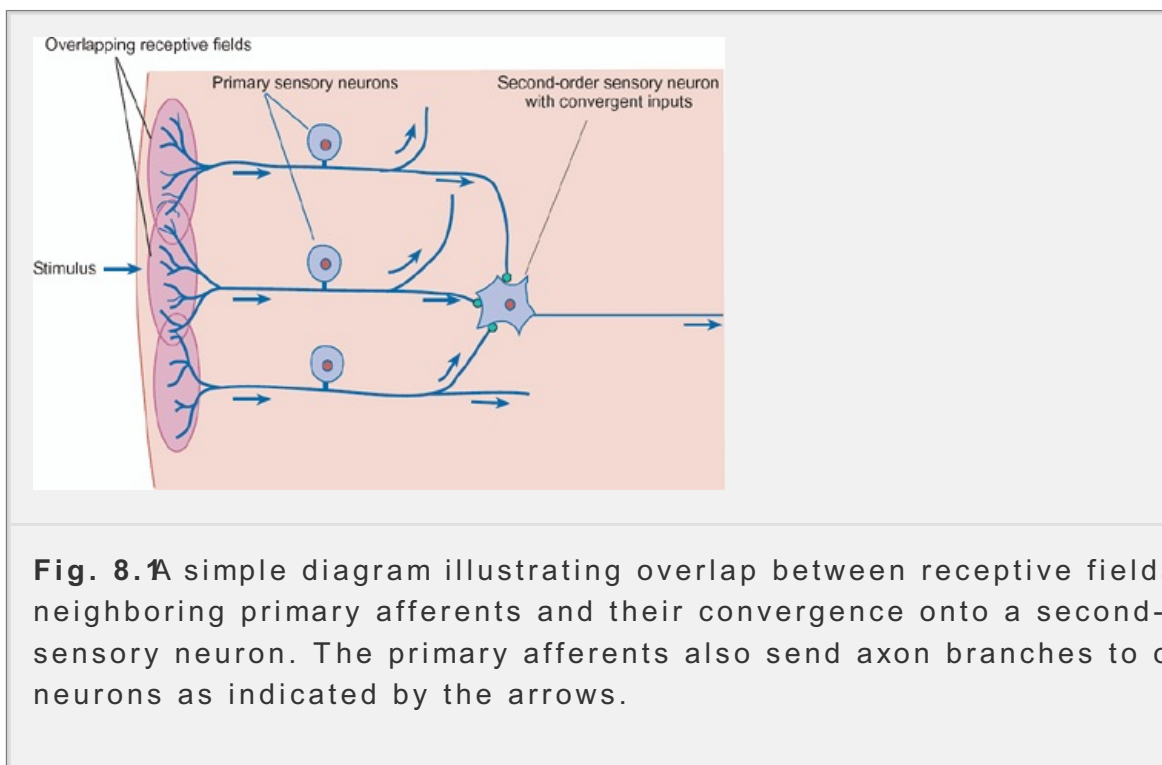 Overlapping receptive fields
Primary sensory neurons
Second-order sensory neuron
with convergent inputs
Stimulus
Fig. 8.1A simple diagram illustrating overlap between receptive field
neighboring primary afferents and their convergence onto a second-
sensory neuron. The primary afferents also send axon branches to
neurons as indicated by the arrows.